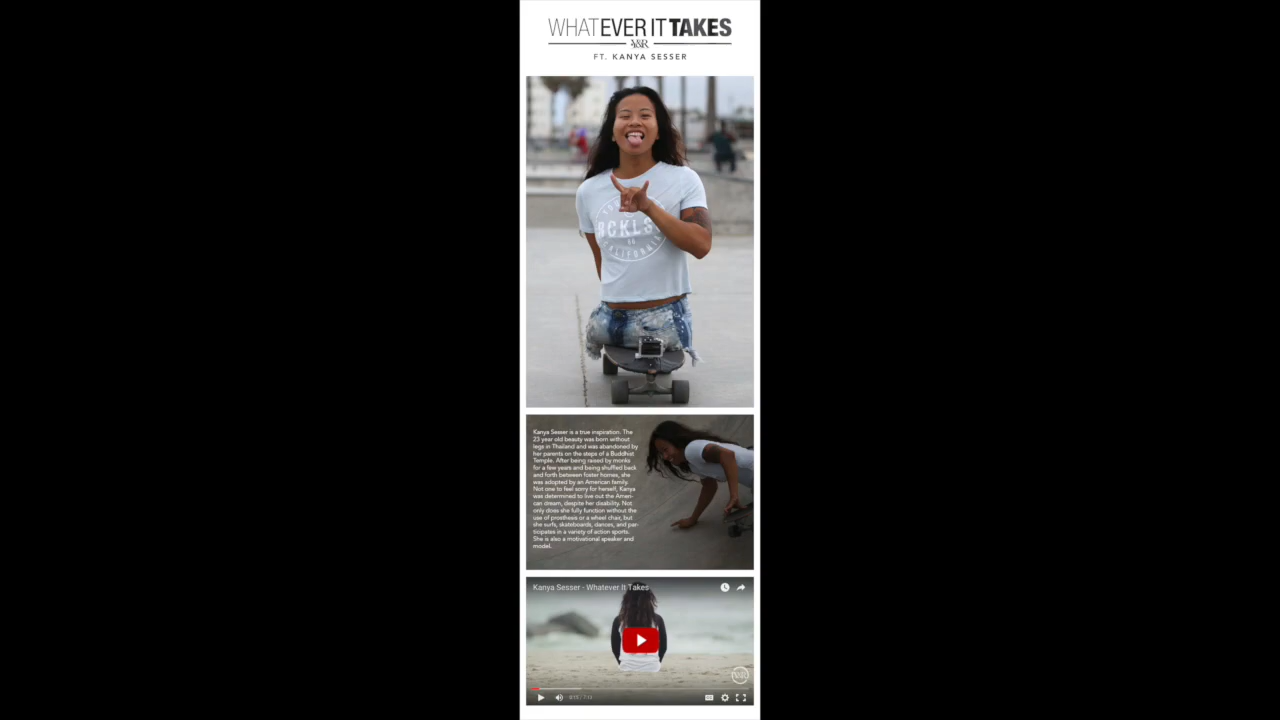 WHATEVER IT TAKES
Y&R
FT. KANYA SESSER
Kanya Sesser is a true inspiration. The
23 year old beauty was born without
legs in Thailand and was abandoned by
her parents on the steps of a Buddhist
Temple. After being raised by monks
for a few years and being shuffled back
and forth between foster homes, she
was adopted by an American family.
Not one to feel sorry for herself, Kanya
was determined to live out the Ameri-
can dream, despite her disability. Not
only does she fully function without the
use of prosthesis or a wheel chair, but
she surfs, skateboards, dances, and par-
ticipates in a variety of action sports.
She is also a motivational speaker and
model.
Kanya Sesser - Whatever It Takes